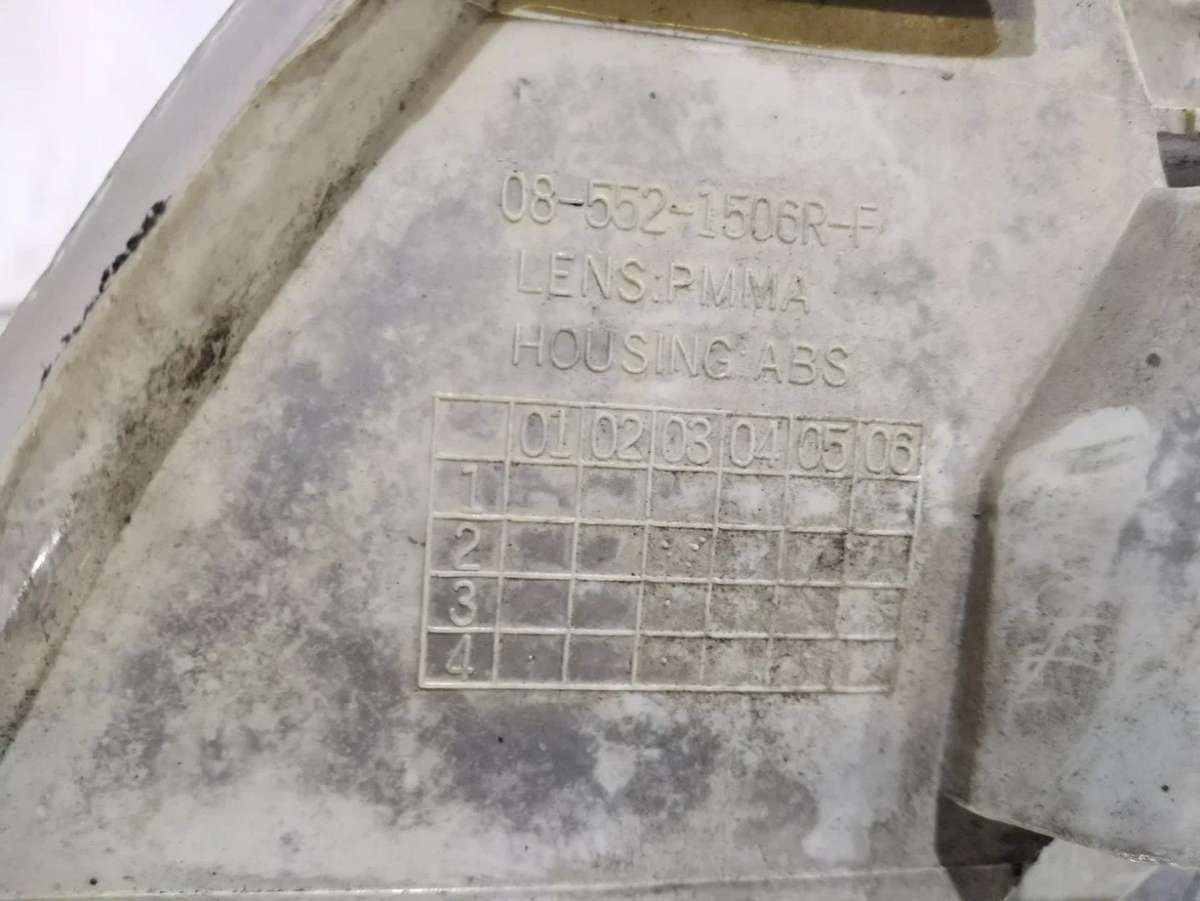 08-552-1506R-F
LENS:PMMA
HOUSING:ABS
01 02 03 04 05 06
1
2
3
4